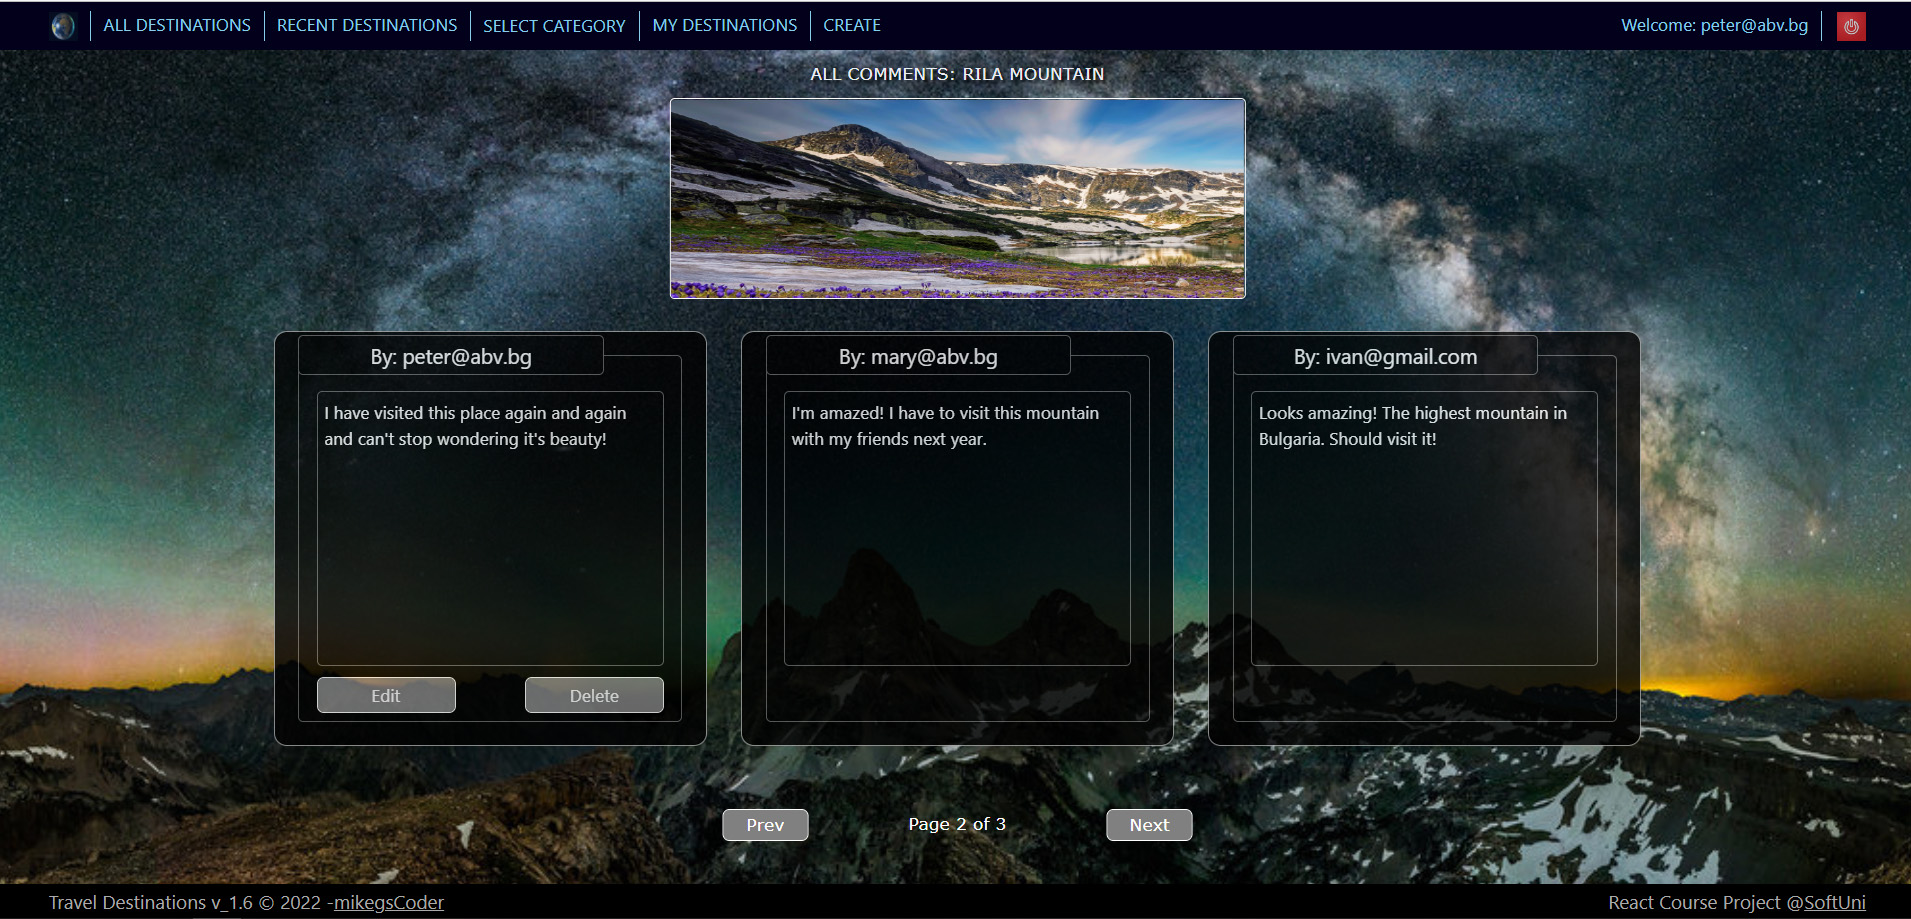 ALL DESTINATIONS
RECENT DESTINATIONS
SELECT CATEGORY
MY DESTINATIONS
CREATE
Welcome: peter@abv.bg
ALL COMMENTS: RILA MOUNTAIN
By: peter@abv.bg
I have visited this place again and again
and can't stop wondering it's beauty!
Edit
Delete
By: mary@abv.bg
I'm amazed! I have to visit this mountain
with my friends next year.
By: ivan@gmail.com
Looks amazing! The highest mountain in
Bulgaria. Should visit it!
Prev
Page 2 of 3
Next
Travel Destinations v_1.6 © 2022 -mikegsCoder
React Course Project @SoftUni